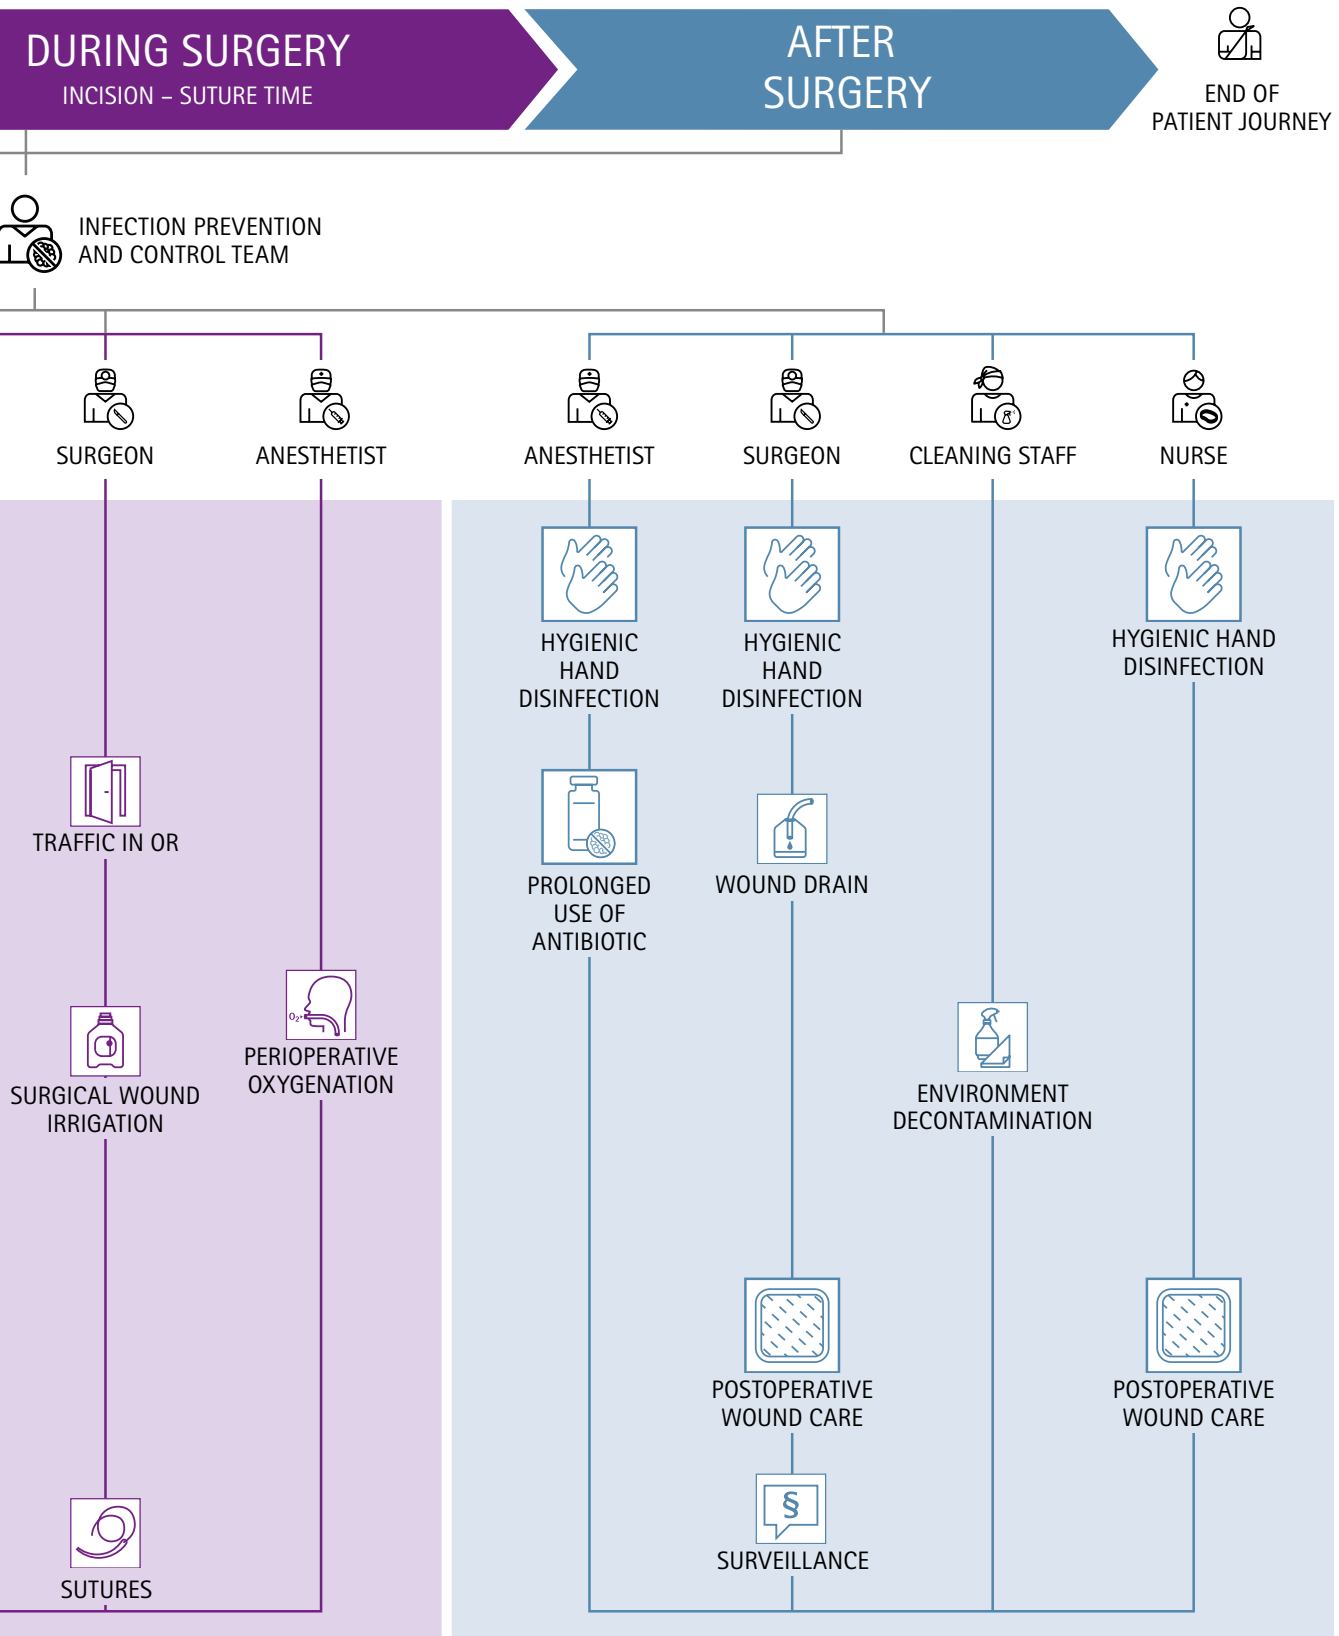 DURING SURGERY
INCISION – SUTURE TIME
AFTER
SURGERY
END OF
PATIENT JOURNEY
INFECTION PREVENTION
AND CONTROL TEAM
SURGEON
ANESTHETIST
ANESTHETIST
SURGEON
CLEANING STAFF
NURSE
TRAFFIC IN OR
SURGICAL WOUND
IRRIGATION
SUTURES
O2
PERIOPERATIVE
OXYGENATION
HYGIENIC
HAND
DISINFECTION
PROLONGED
USE OF
ANTIBIOTIC
HYGIENIC
HAND
DISINFECTION
WOUND DRAIN
POSTOPERATIVE
WOUND CARE
§
SURVEILLANCE
ENVIRONMENT
DECONTAMINATION
HYGIENIC HAND
DISINFECTION
POSTOPERATIVE
WOUND CARE